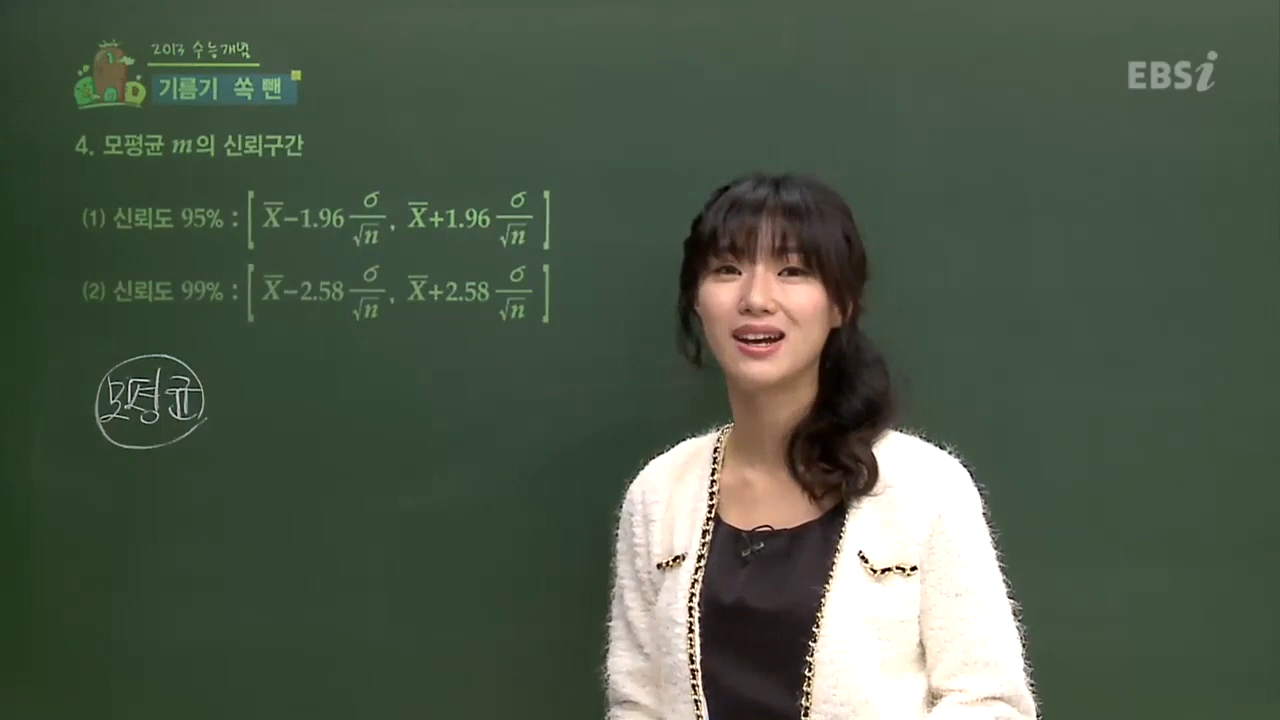 2013 수능개념
EBSi
기름기 쏙 뺀
4. 모평균 m의 신뢰구간
(1) 신뢰도 95% : [ X̅−1.96 σ/√n, X̅+1.96 σ/√n ]
(2) 신뢰도 99% : [ X̅−2.58 σ/√n, X̅+2.58 σ/√n ]
모평균